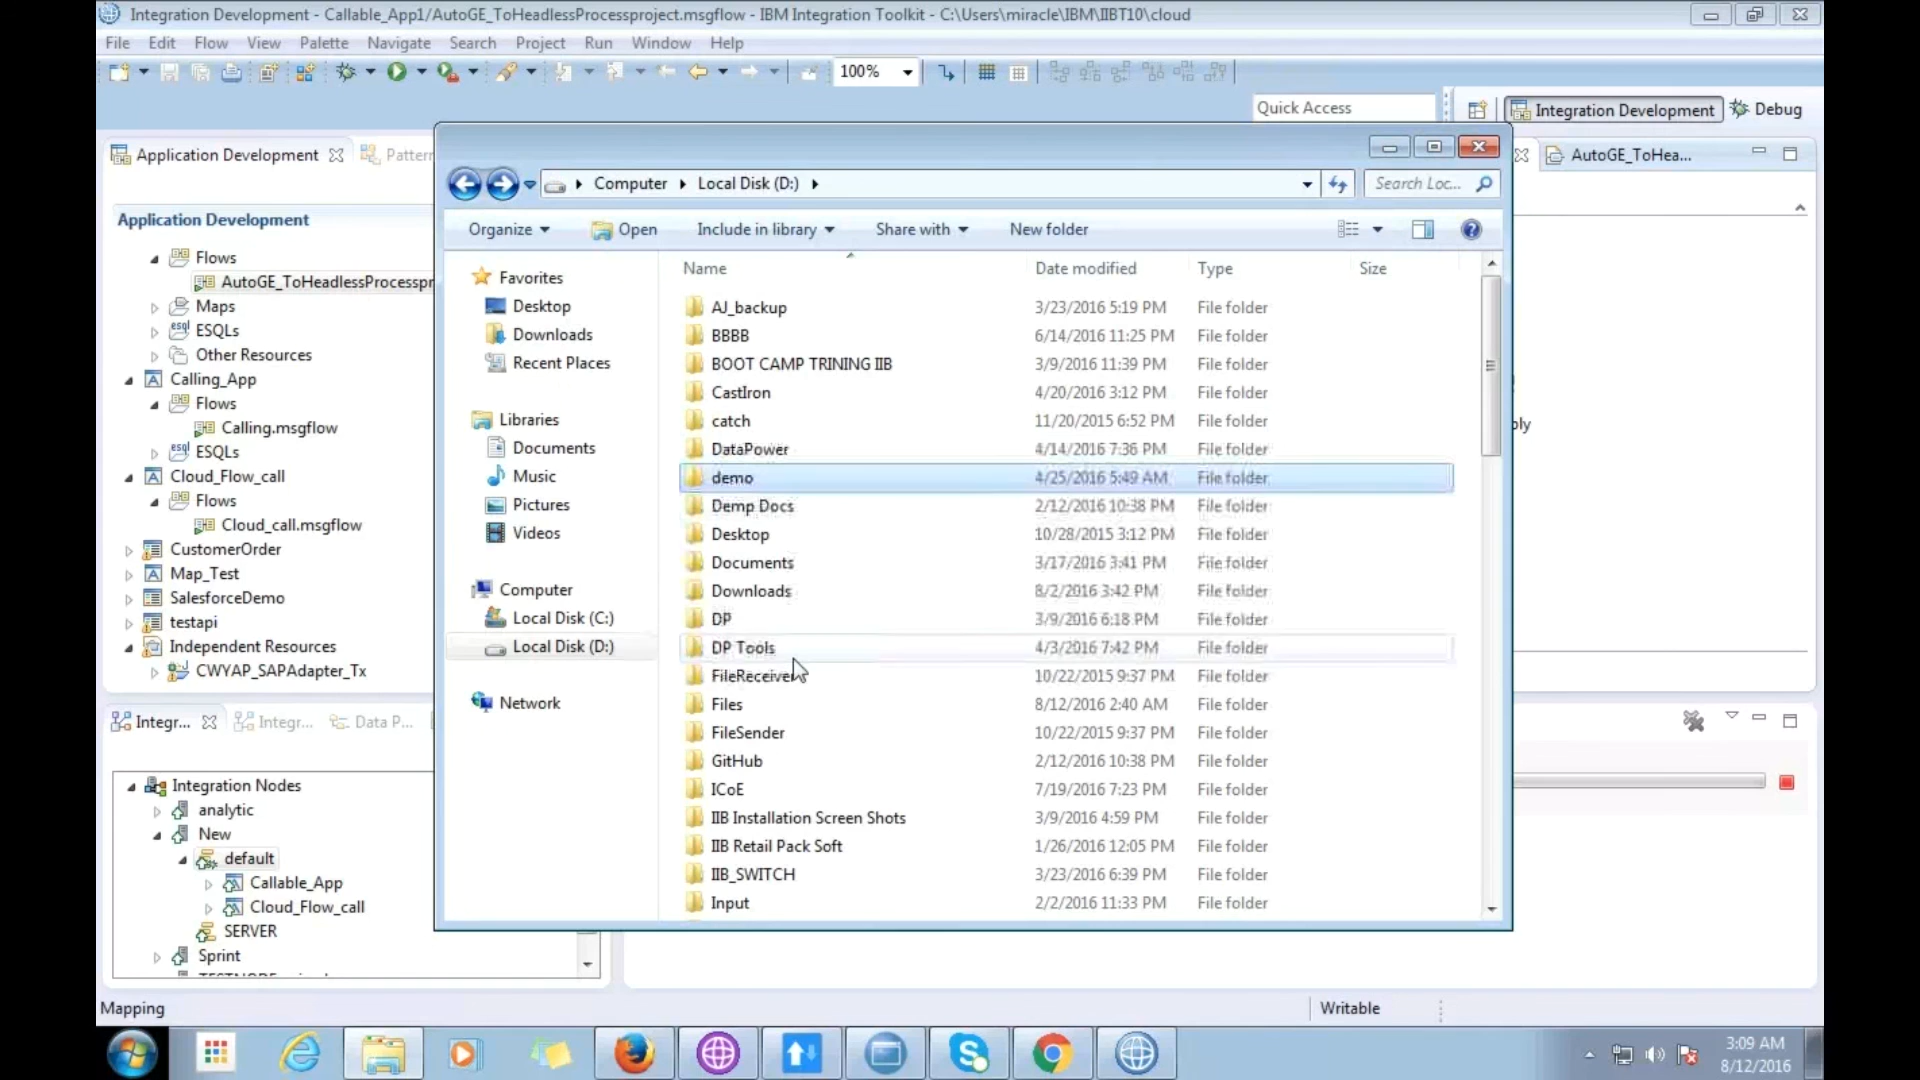 Integration Development - Callable_App1/AutoGE_ToHeadlessProcessproject.msgflow - IBM Integration Toolkit - C:\Users\miracle\IBM\IIBT10\cloud
File Edit Flow View Palette Navigate Search Project Run Window Help
100%
Quick Access
Integration Development Debug
Application Development
Pattern
AutoGE_ToHea...
Computer Local Disk (D:)
Search Loc...
Organize Open Include in library Share with New folder
Application Development
Flows
AutoGE_ToHeadlessProcesspr
Maps
ESQLs
Other Resources
Calling_App
Flows
Calling.msgflow
ESQLs
Cloud_Flow_call
Flows
Cloud_call.msgflow
CustomerOrder
Map_Test
SalesforceDemo
testapi
Independent Resources
CWYAP_SAPAdapter_Tx
Favorites
Desktop
Downloads
Recent Places
Libraries
Documents
Music
Pictures
Videos
Computer
Local Disk (C:)
Local Disk (D:)
Network
Name Date modified Type Size
AJ_backup 3/23/2016 5:19 PM File folder
BBBB 6/14/2016 11:25 PM File folder
BOOT CAMP TRINING IIB 3/9/2016 11:39 PM File folder
CastIron 4/20/2016 3:12 PM File folder
catch 11/20/2015 6:52 PM File folder
DataPower 4/14/2016 7:36 PM File folder
demo 4/25/2016 5:49 AM File folder
Demp Docs 2/12/2016 10:38 PM File folder
Desktop 10/28/2015 3:12 PM File folder
Documents 3/17/2016 3:41 PM File folder
Downloads 8/2/2016 3:42 PM File folder
DP 3/9/2016 6:18 PM File folder
DP Tools 4/3/2016 7:42 PM File folder
FileReceiver 10/22/2015 9:37 PM File folder
Files 8/12/2016 2:40 AM File folder
FileSender 10/22/2015 9:37 PM File folder
GitHub 2/12/2016 10:38 PM File folder
ICoE 7/19/2016 7:23 PM File folder
IIB Installation Screen Shots 3/9/2016 4:59 PM File folder
IIB Retail Pack Soft 1/26/2016 12:05 PM File folder
IIB_SWITCH 3/23/2016 6:39 PM File folder
Input 2/2/2016 11:33 PM File folder
ply
Integr... Integr... Data P...
Integration Nodes
analytic
New
default
Callable_App
Cloud_Flow_call
SERVER
Sprint
Mapping
Writable
3:09 AM
8/12/2016